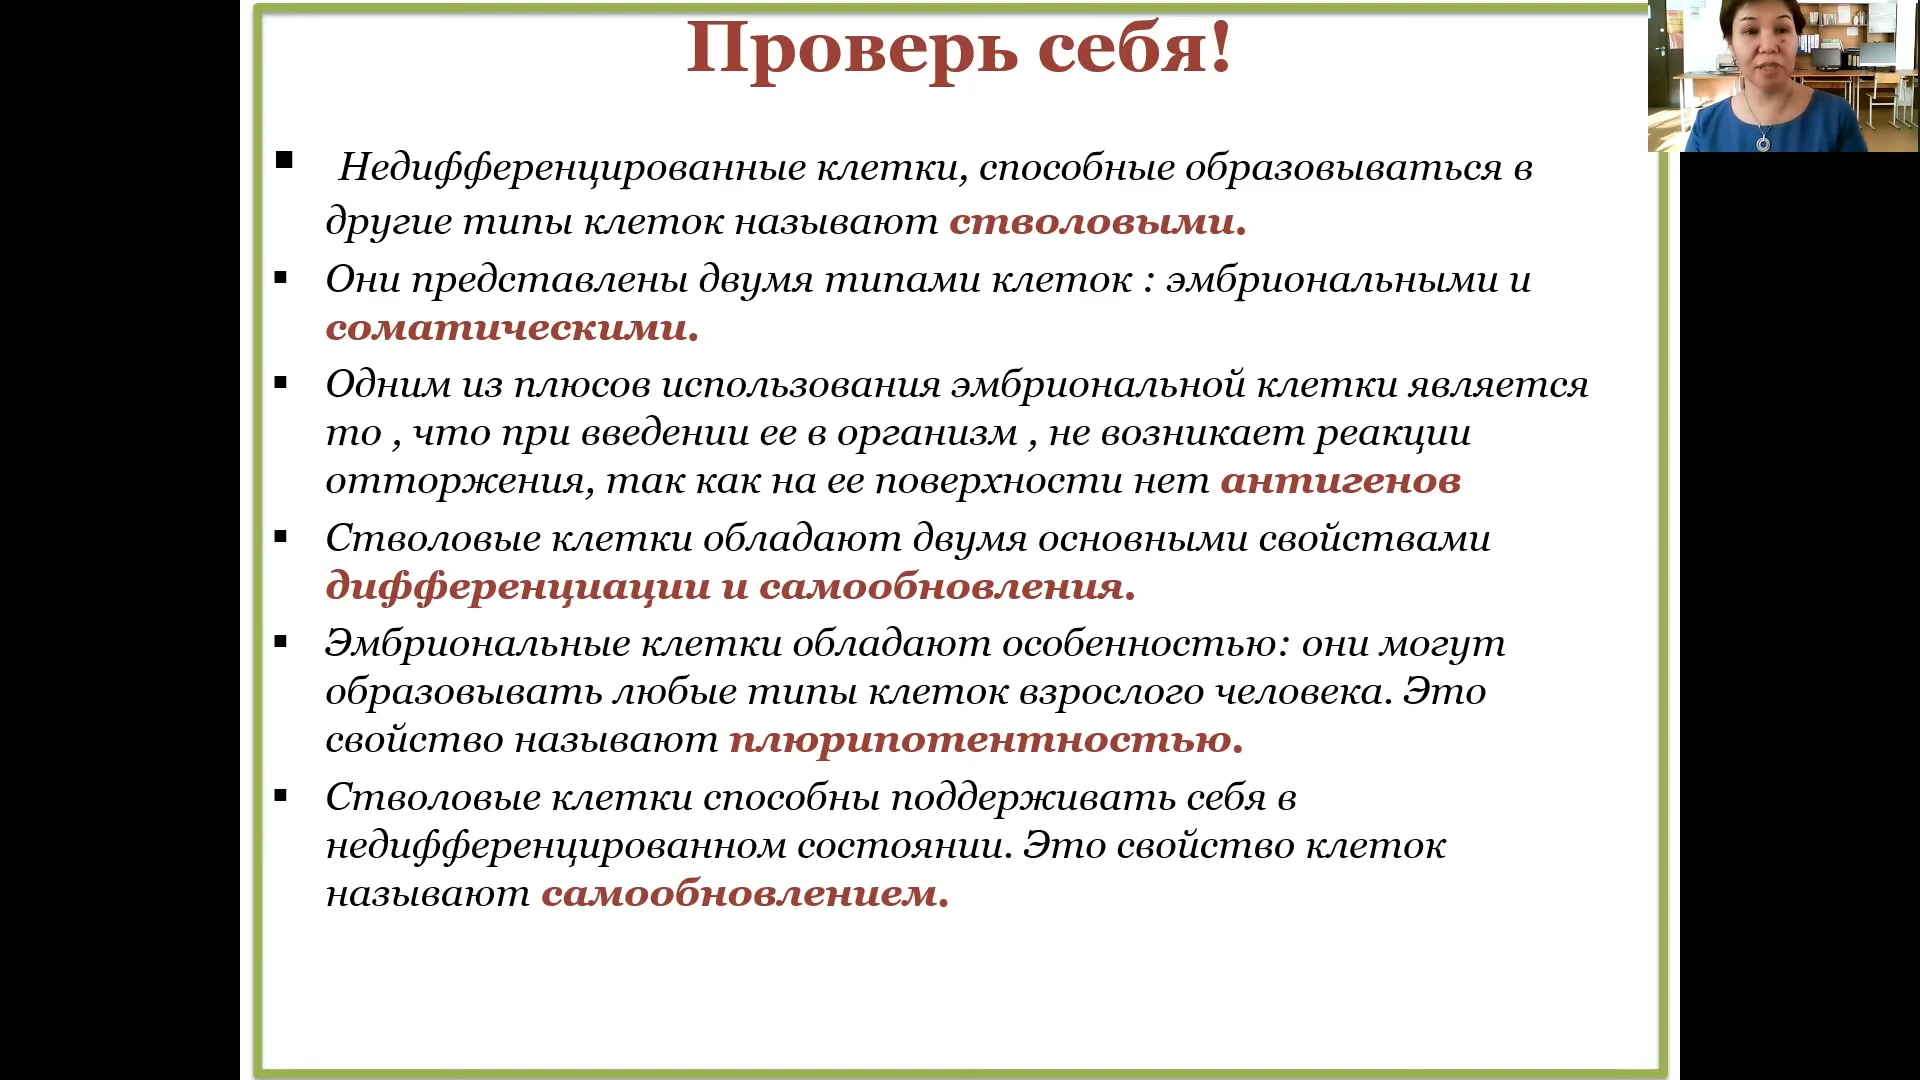 Проверь себя!
Недифференцированные клетки, способные образовываться в
другие типы клеток называют стволовыми.
Они представлены двумя типами клеток : эмбриональными и
соматическими.
Одним из плюсов использования эмбриональной клетки является
то , что при введении ее в организм , не возникает реакции
отторжения, так как на ее поверхности нет антигенов
Стволовые клетки обладают двумя основными свойствами
дифференциации и самообновления.
Эмбриональные клетки обладают особенностью: они могут
образовывать любые типы клеток взрослого человека. Это
свойство называют плюрипотентностью.
Стволовые клетки способны поддерживать себя в
недифференцированном состоянии. Это свойство клеток
называют самообновлением.